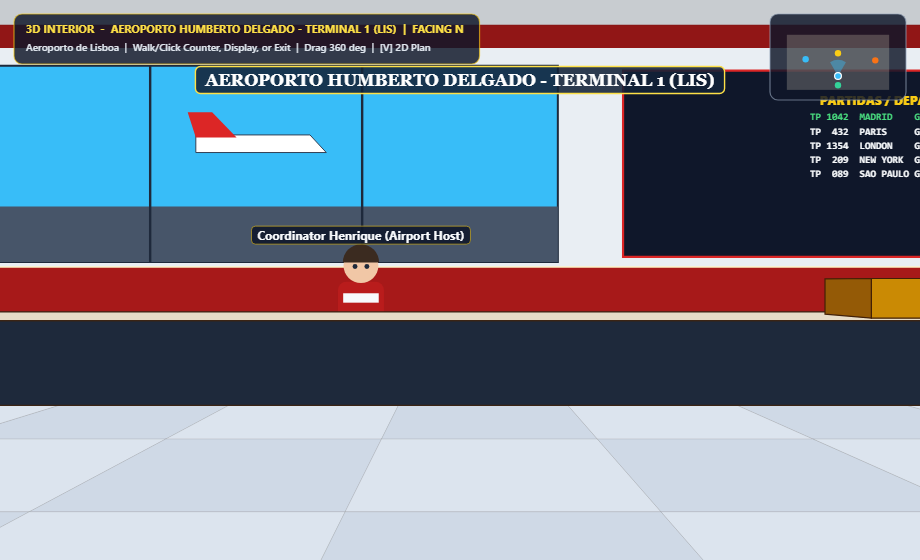 3D INTERIOR - AEROPORTO HUMBERTO DELGADO - TERMINAL 1 (LIS) | FACING N
Aeroporto de Lisboa | Walk/Click Counter, Display, or Exit | Drag 360 deg | [V] 2D Plan
AEROPORTO HUMBERTO DELGADO - TERMINAL 1 (LIS)
PARTIDAS / DEPA
TP 1042 MADRID G
TP 432 PARIS G
TP 1354 LONDON G
TP 209 NEW YORK G
TP 089 SAO PAULO G
Coordinator Henrique (Airport Host)